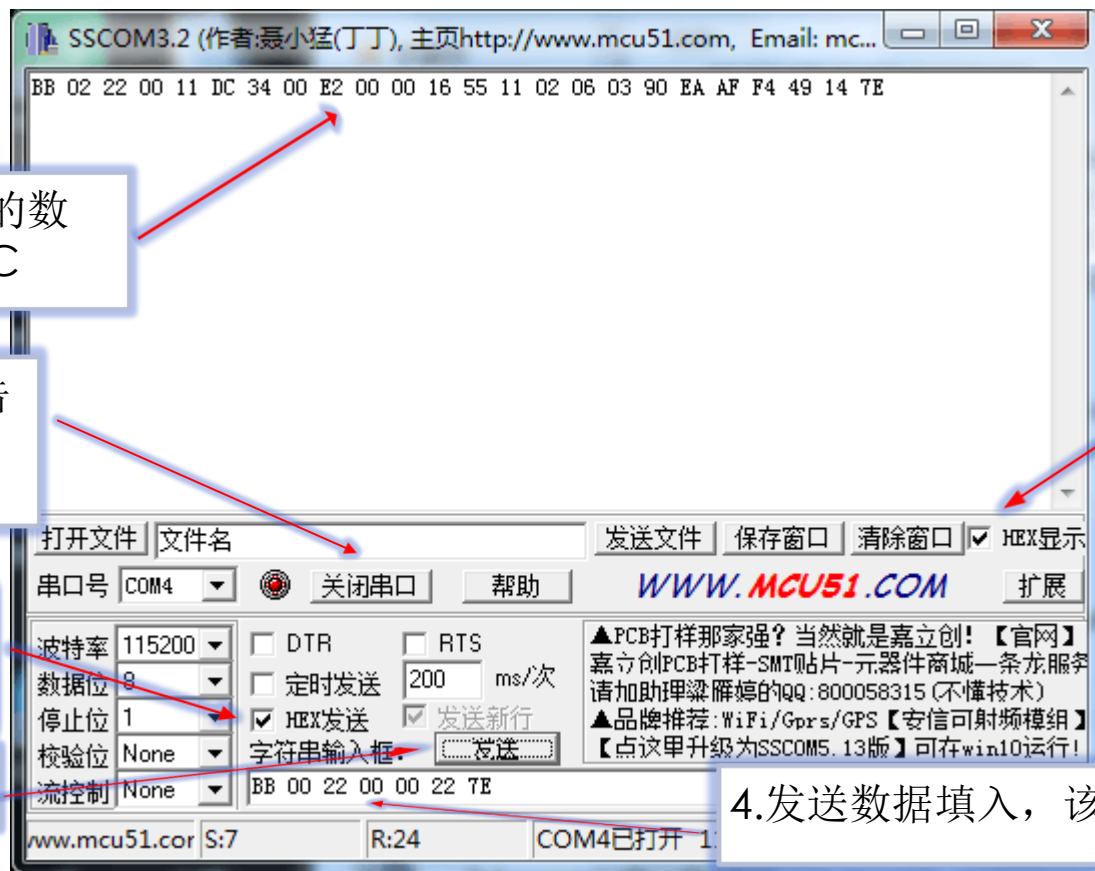 SSCOM3.2 (作者:聂小猛(丁丁), 主页http://www.mcu51.com, Email: mc...
BB 02 22 00 11 DC 34 00 E2 00 00 16 55 11 02 06 03 90 EA AF F4 49 14 7E
的数
C
击
打开文件 文件名 发送文件 保存窗口 清除窗口 HEX显示
串口号 COM4 关闭串口 帮助 WWW.MCU51.COM 扩展
波特率 115200 DTR RTS
数据位 8 定时发送 200 ms/次
停止位 1 HEX发送 发送新行
校验位 None 字符串输入框: 发送
流控制 None BB 00 22 00 00 22 7E
▲PCB打样那家强?当然就是嘉立创!【官网】
嘉立创PCB打样-SMT贴片-元器件商城—条龙服务
请加助理梁雁婷的QQ:800058315(不懂技术)
▲品牌推荐:WiFi/Gprs/GPS【安信可射频模组】
【点这里升级为SSCOM5.13版】可在win10运行!
4.发送数据填入，该
www.mcu51.cor S:7 R:24 COM4已打开